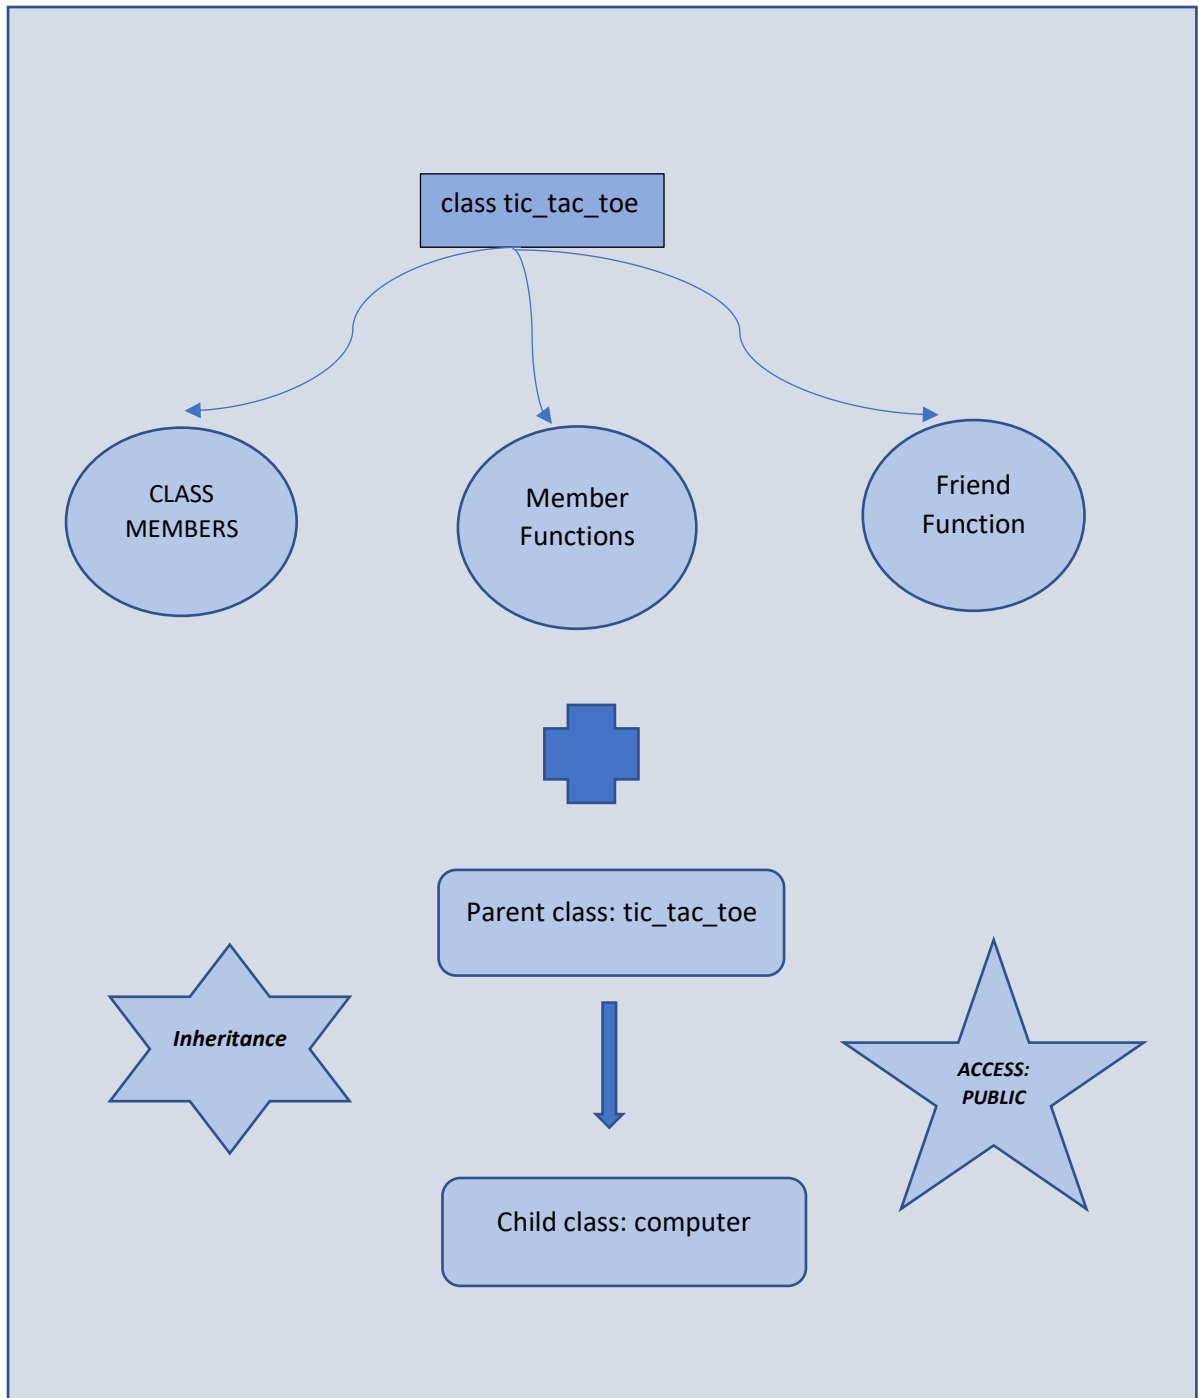 class tic_tac_toe
CLASS
MEMBERS
Member
Functions
Friend
Function
Parent class: tic_tac_toe
Inheritance
ACCESS:
PUBLIC
Child class: computer